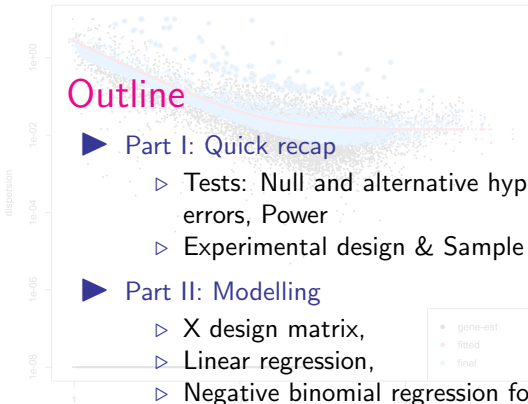 1e+00
Outline
Part I: Quick recap
1e-02
Tests: Null and alternative hyp
errors, Power
dispersion
1e-04
Experimental design & Sample
Part II: Modelling
1e-06
X design matrix,
gene-est
Linear regression,
fitted
final
1e-08
Negative binomial regression fo